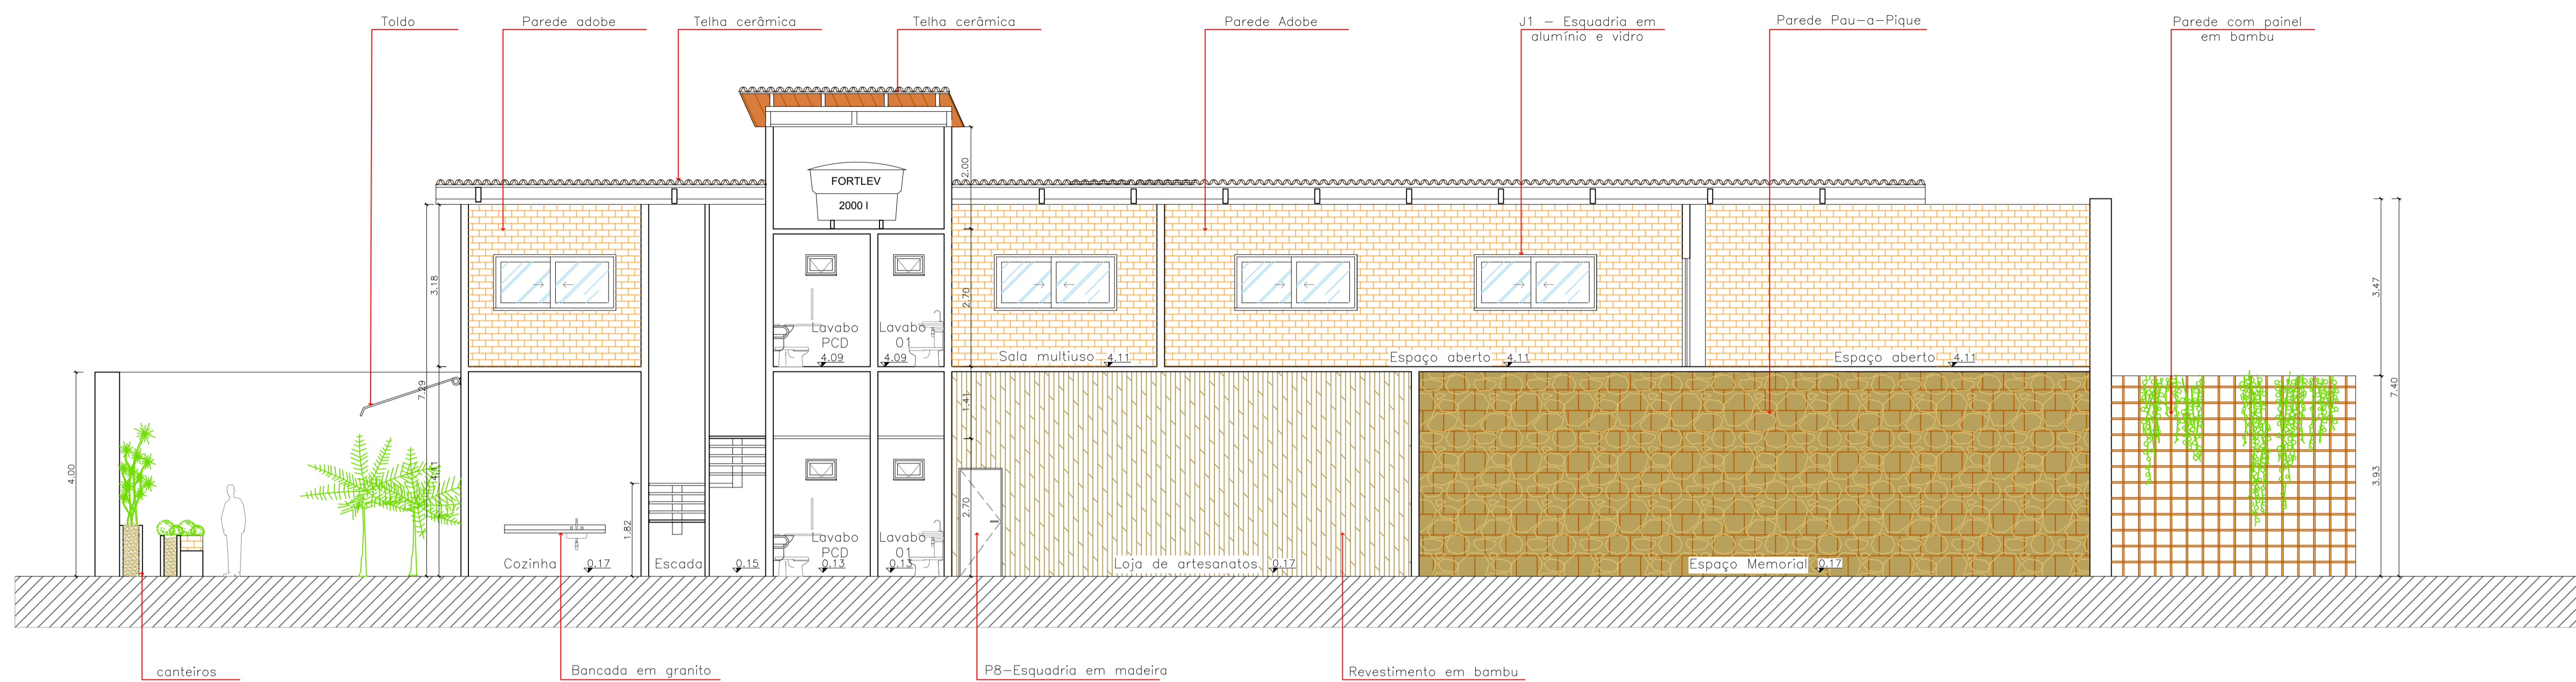 Toldo
Parede adobe
Telha cerâmica
Telha cerâmica
Parede Adobe
J1 - Esquadria em
alumínio e vidro
Parede Pau-a-Pique
Parede com painel
em bambu
FORTLEV
2000 l
2.00
3.18
7.29
2.70
3.47
7.40
Lavabo
PCD
4.09
Lavabo
01
4.09
Sala multiuso
4.11
Espaço aberto
4.11
Espaço aberto
4.11
4.00
4.11
1.41
3.93
1.82
2.70
Cozinha
0.17
Escada
0.15
Lavabo
PCD
0.13
Lavabo
01
0.13
Loja de artesanatos
0.17
Espaço Memorial
0.17
canteiros
Bancada em granito
P8-Esquadria em madeira
Revestimento em bambu